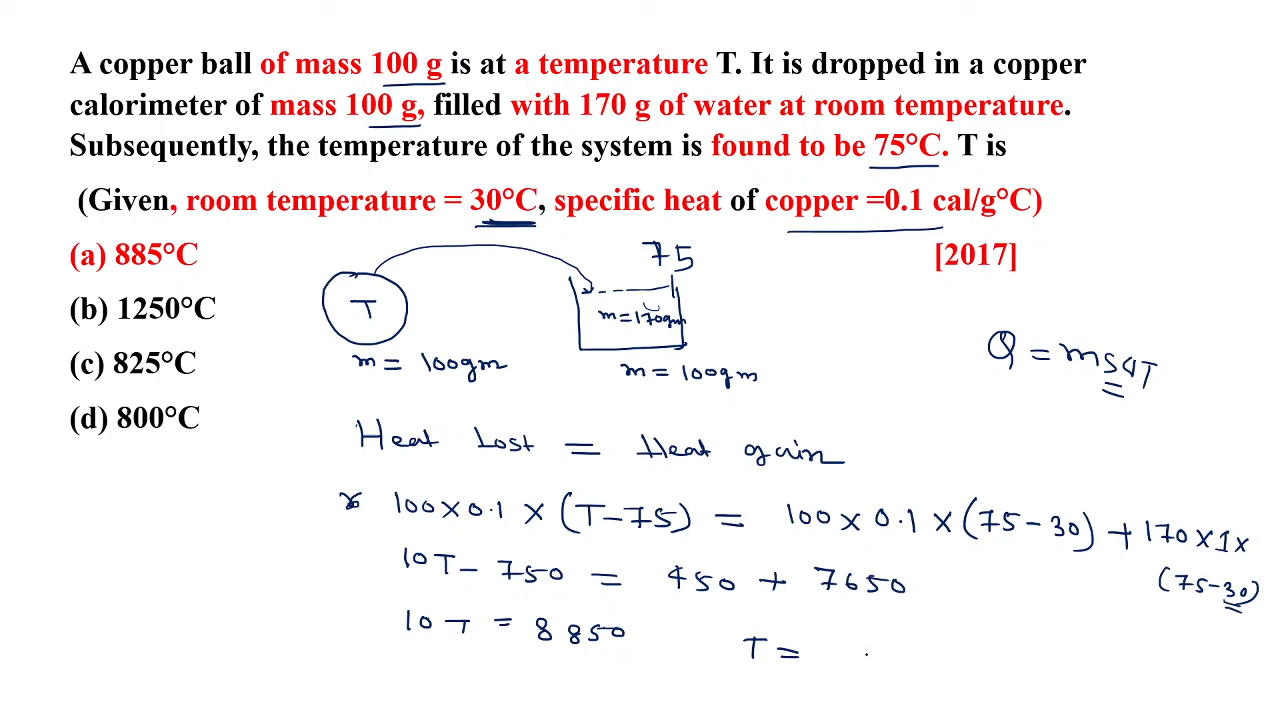 A copper ball of mass 100 g is at a temperature T. It is dropped in a copper
calorimeter of mass 100 g, filled with 170 g of water at room temperature.
Subsequently, the temperature of the system is found to be 75°C. T is
(Given, room temperature = 30°C, specific heat of copper =0.1 cal/g°C)
(a) 885°C
[2017]
(b) 1250°C
(c) 825°C
(d) 800°C
75
T
m = 170gm
m = 100gm
m = 100gm
Q = msΔT
Heat Lost = Heat gain
100 × 0.1 × (T-75) = 100 × 0.1 × (75-30) + 170 × 1 ×
(75-30)
10T - 750 = 450 + 7650
10T = 8850
T =